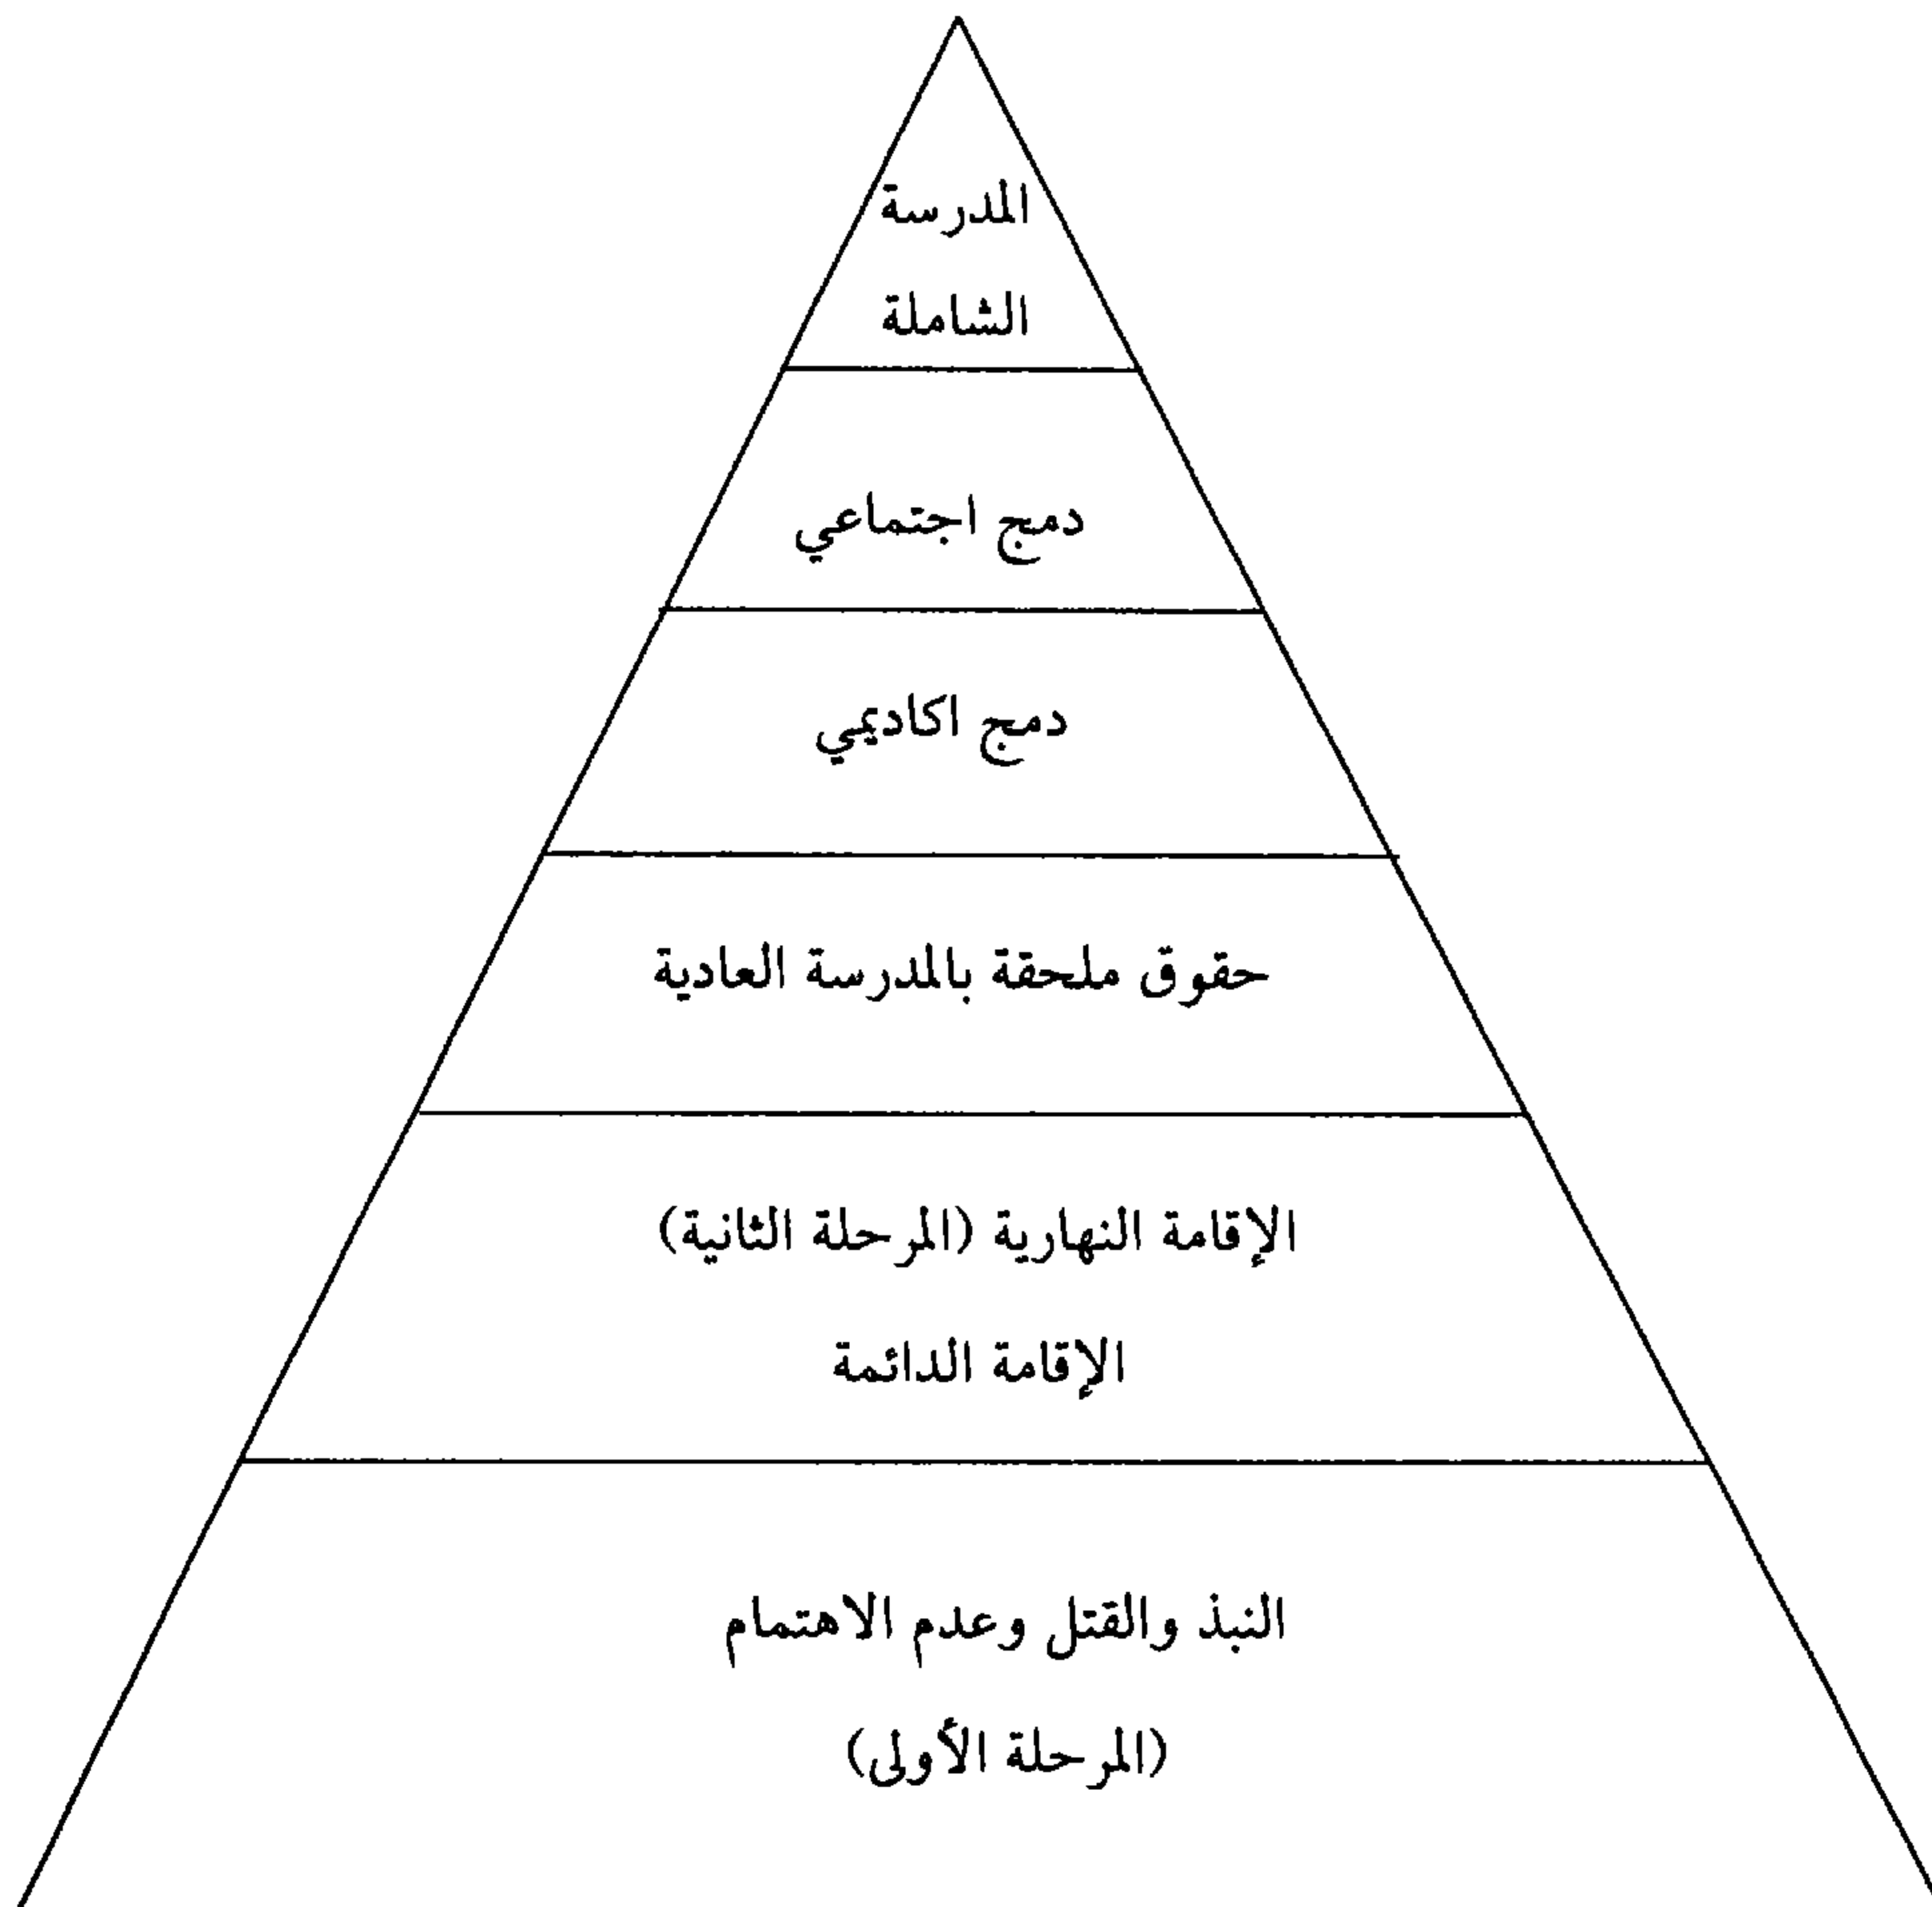 المدرسة
الشاملة
دمج اجتماعي
دمج اكاديمي
حقوق ملحقة بالمدرسة العادية
الإقامة النهارية (المرحلة الثانية)
الإقامة الدائمة
النبذ والقتل وعدم الاهتمام
(المرحلة الأولى)